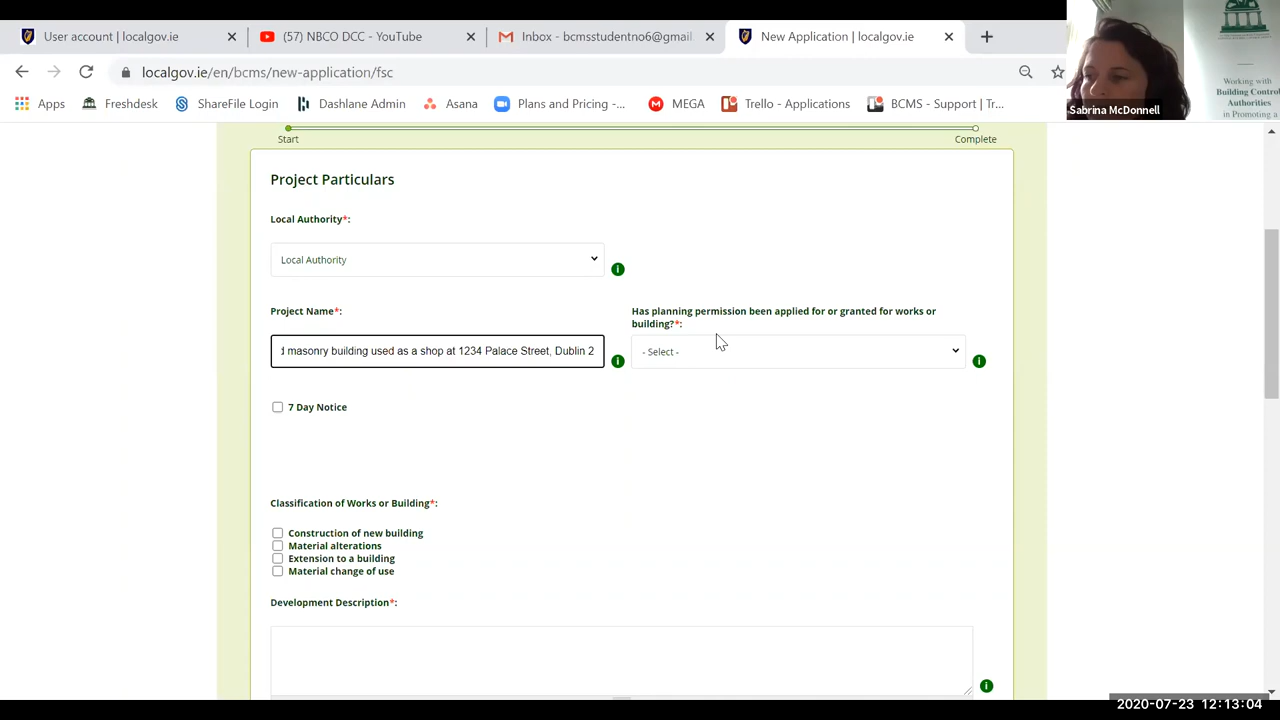 User account | localgov.ie
(57) NBCO DCC - YouTube
Inbox - bcmsstudentno6@gmail
New Application | localgov.ie
localgov.ie/en/bcms/new-application/fsc
Apps
Freshdesk
ShareFile Login
Dashlane Admin
Asana
Plans and Pricing -...
MEGA
Trello - Applications
BCMS - Support | Tr...
Working with
Building Control
Authorities
in Promoting a
Sabrina McDonnell
Start
Complete
Project Particulars
Local Authority*:
Local Authority
Project Name*:
Has planning permission been applied for or granted for works or
building?*:
masonry building used as a shop at 1234 Palace Street, Dublin 2
- Select -
7 Day Notice
Classification of Works or Building*:
Construction of new building
Material alterations
Extension to a building
Material change of use
Development Description*:
2020-07-23 12:13:04